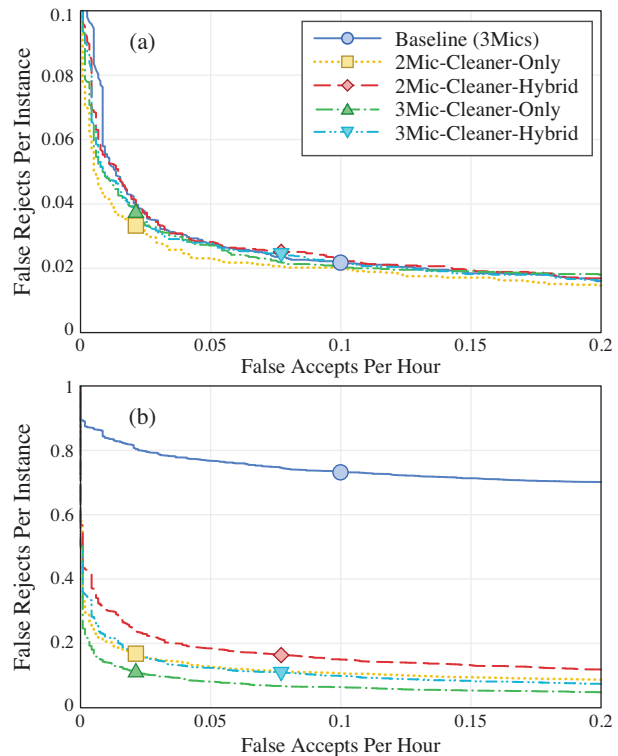 (a)
Baseline (3Mics)
2Mic-Cleaner-Only
2Mic-Cleaner-Hybrid
3Mic-Cleaner-Only
3Mic-Cleaner-Hybrid
False Rejects Per Instance
0.1
0.08
0.06
0.04
0.02
0
0
0.05
0.1
0.15
0.2
False Accepts Per Hour
(b)
False Rejects Per Instance
1
0.8
0.6
0.4
0.2
0
0
0.05
0.1
0.15
0.2
False Accepts Per Hour